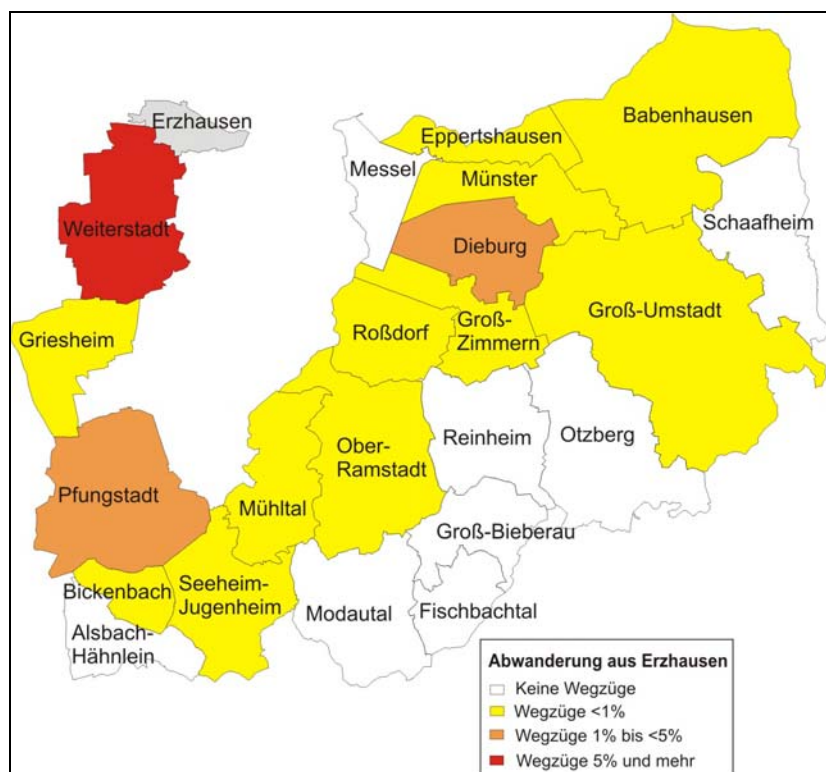 Erzhausen
Babenhausen
Eppertshausen
Messel
Münster
Schaafheim
Weiterstadt
Dieburg
Groß-Umstadt
Griesheim
Roßdorf
Groß-
Zimmern
Reinheim
Otzberg
Ober-
Ramstadt
Pfungstadt
Mühltal
Groß-Bieberau
Bickenbach
Seeheim-
Jugenheim
Modautal
Fischbachtal
Alsbach-
Hähnlein
Abwanderung aus Erzhausen
Keine Wegzüge
Wegzüge <1%
Wegzüge 1% bis <5%
Wegzüge 5% und mehr